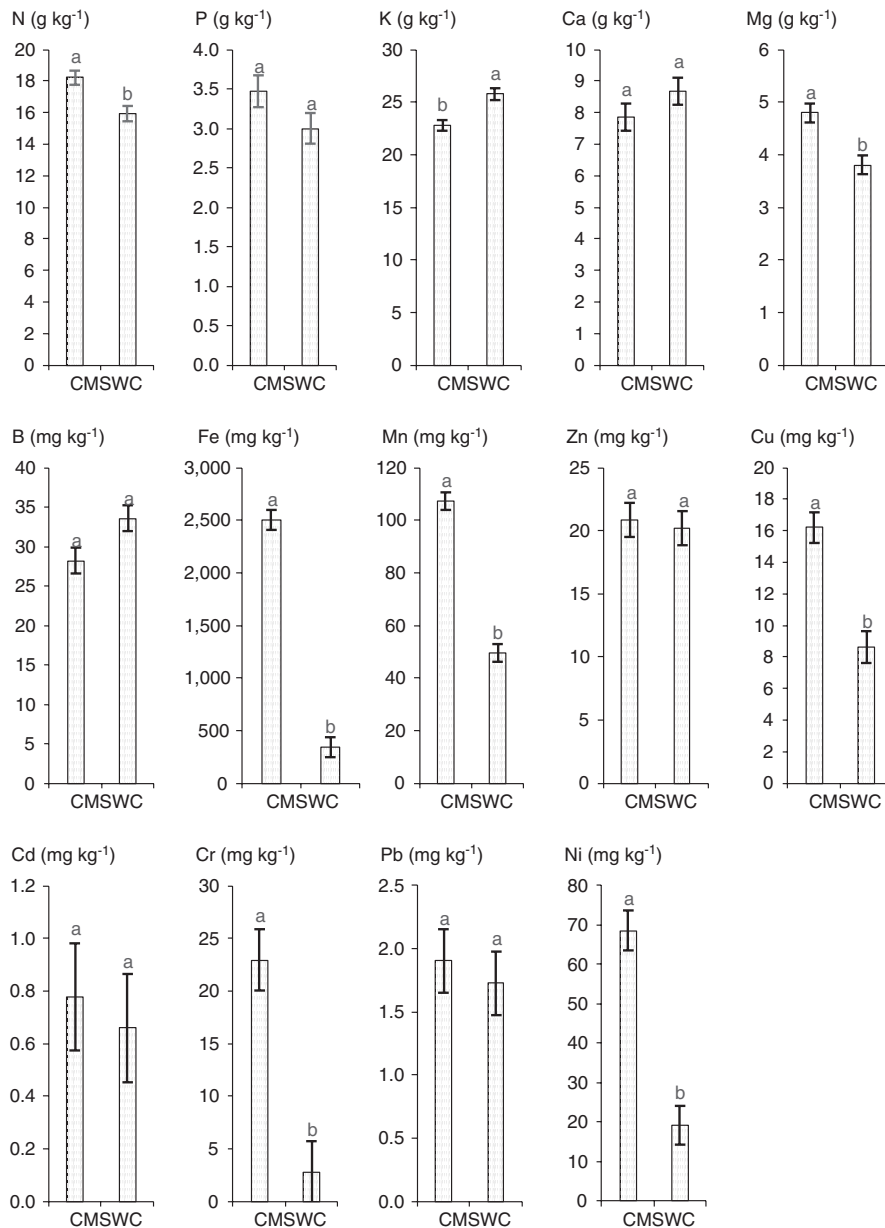 N (g kg⁻¹) P (g kg⁻¹) K (g kg⁻¹) Ca (g kg⁻¹) Mg (g kg⁻¹)
20 4.0 30 10 6
18 3.5 25 9 5
16 3.0 20 8 4
14 2.5 15 7 3
12 2.0 10 6 2
10 1.5 5 5 1
8 1.0 0 4 0
6 0.5 3
4 0.0 2
2 1
0 0
a b a a b a a a a b
CMSWC CMSWC CMSWC CMSWC CMSWC
B (mg kg⁻¹) Fe (mg kg⁻¹) Mn (mg kg⁻¹) Zn (mg kg⁻¹) Cu (mg kg⁻¹)
40 3,000 120 25 20
35 2,500 100 20 18
30 2,000 80 15 16
25 1,500 60 10 14
20 1,000 40 5 12
15 500 20 0 10
10 0 0 8
5 6
0 4
2
0
a a a b a b a a a b
CMSWC CMSWC CMSWC CMSWC CMSWC
Cd (mg kg⁻¹) Cr (mg kg⁻¹) Pb (mg kg⁻¹) Ni (mg kg⁻¹)
1.2 30 2.5 80
1.0 25 2.0 70
0.8 20 1.5 60
0.6 15 1.0 50
0.4 10 0.5 40
0.2 5 0.0 30
0.0 0 20
10
0
a a a b a a a b
CMSWC CMSWC CMSWC CMSWC